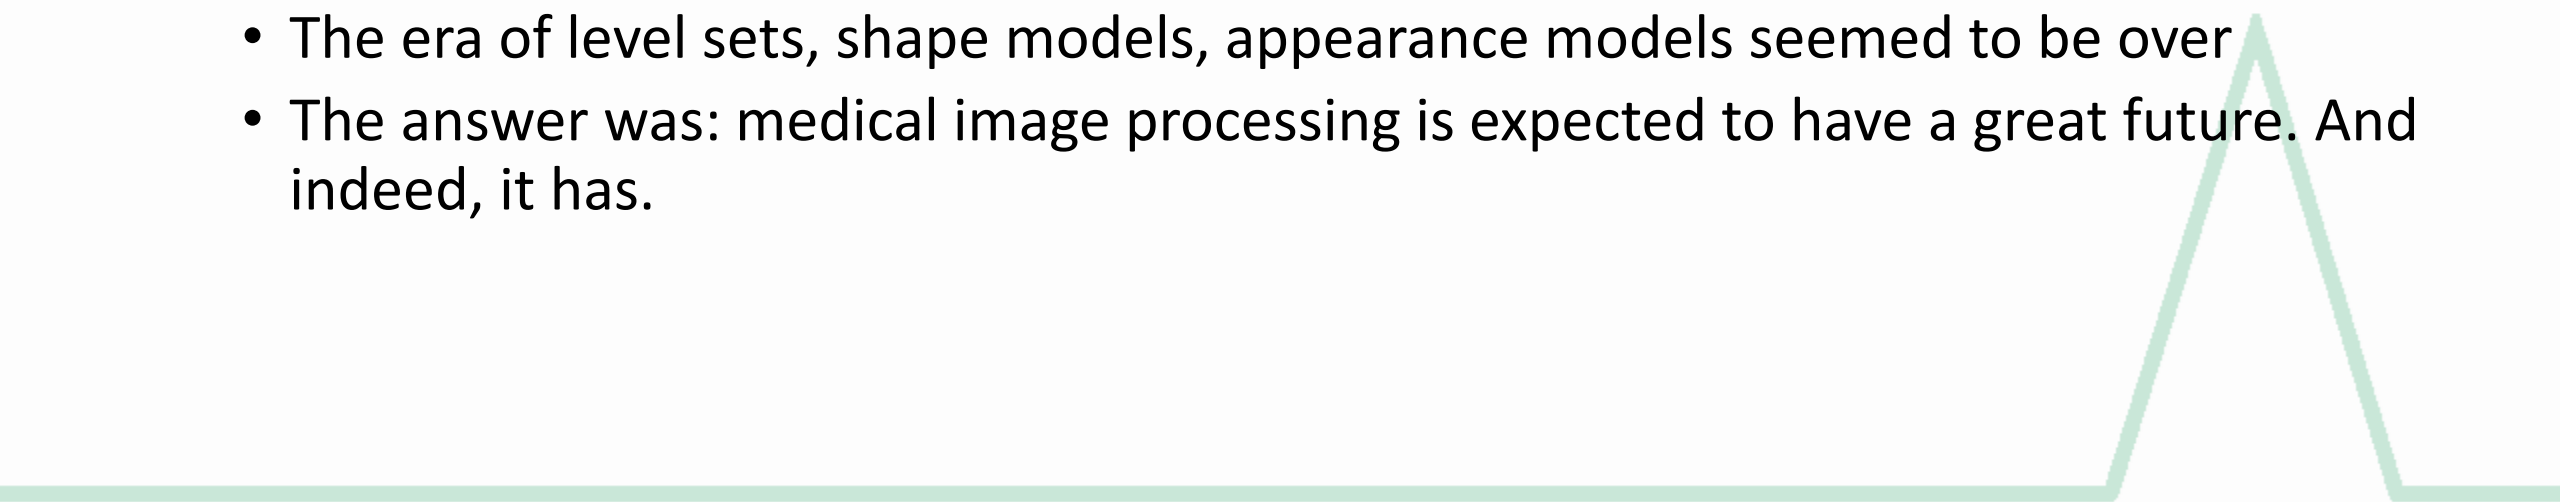 • The era of level sets, shape models, appearance models seemed to be over
• The answer was: medical image processing is expected to have a great future. And
indeed, it has.